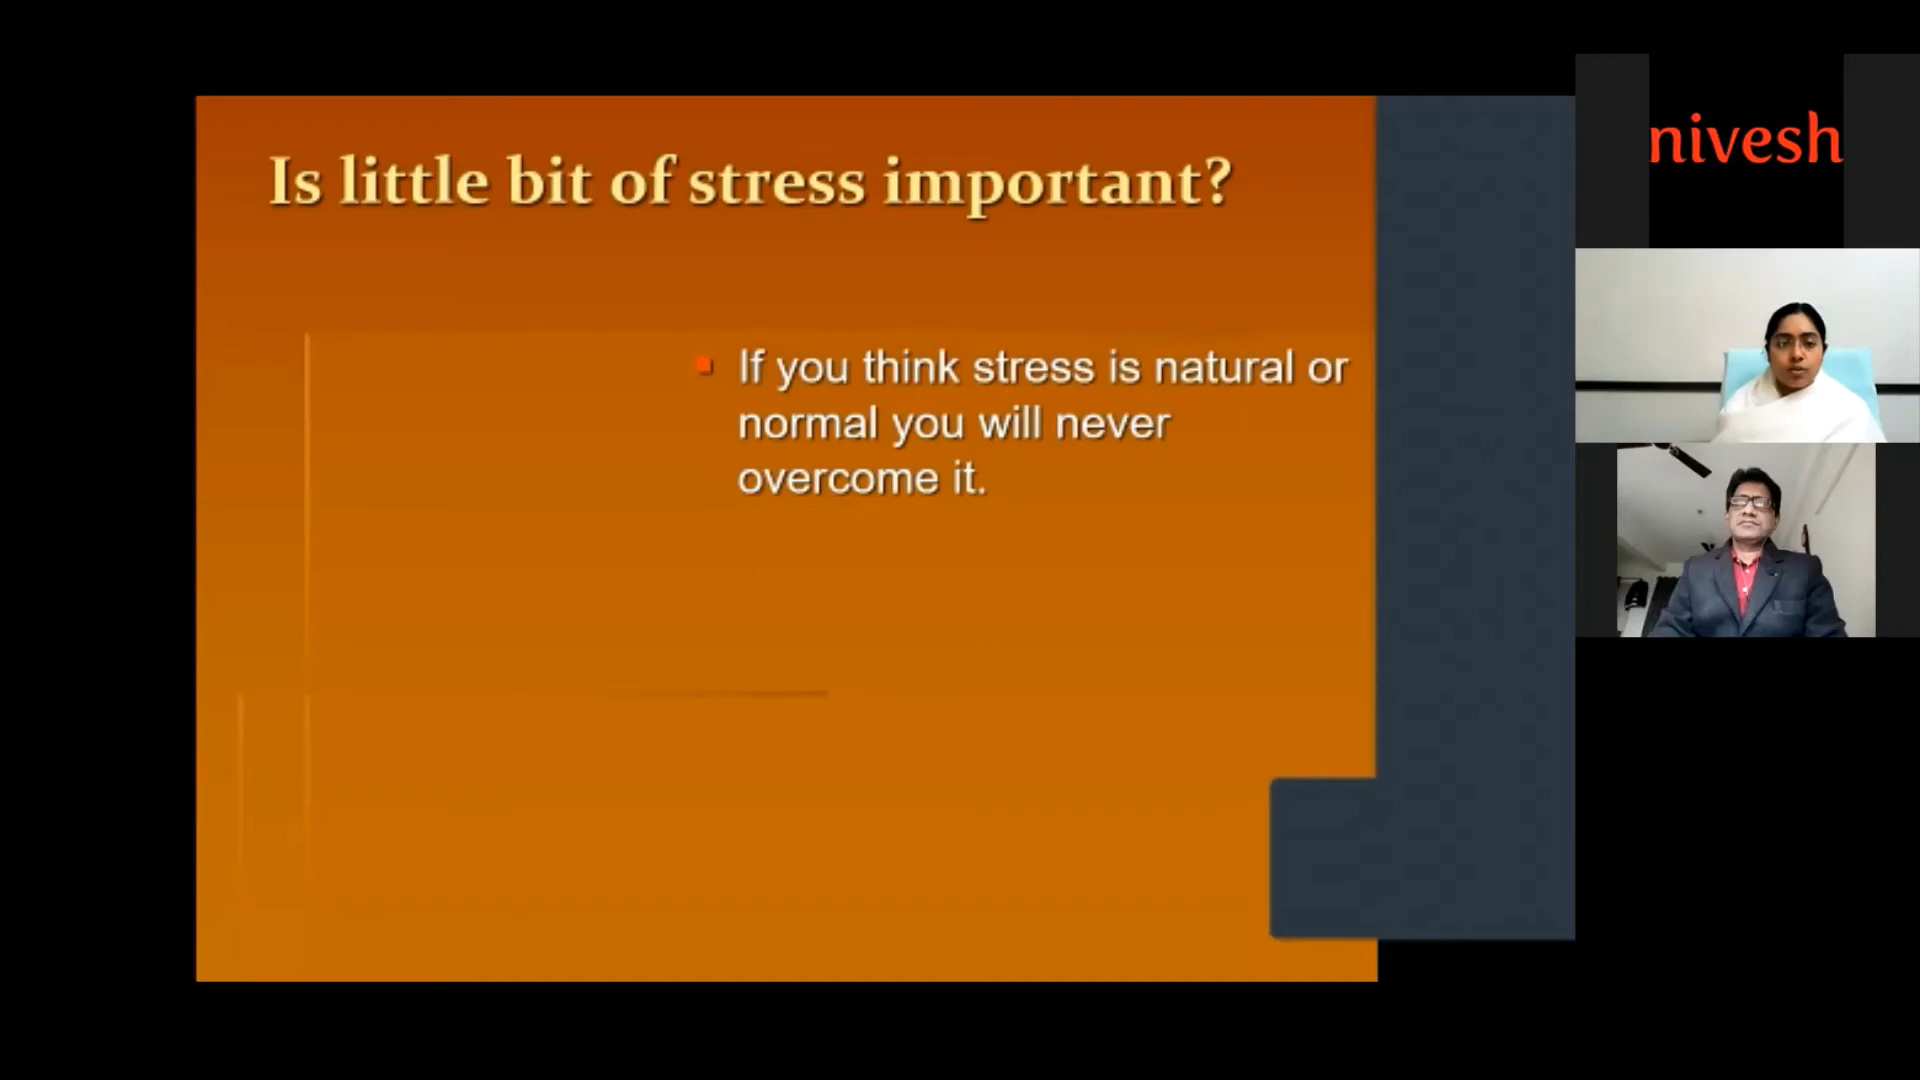 Is little bit of stress important?
If you think stress is natural or
normal you will never
overcome it.
nivesh